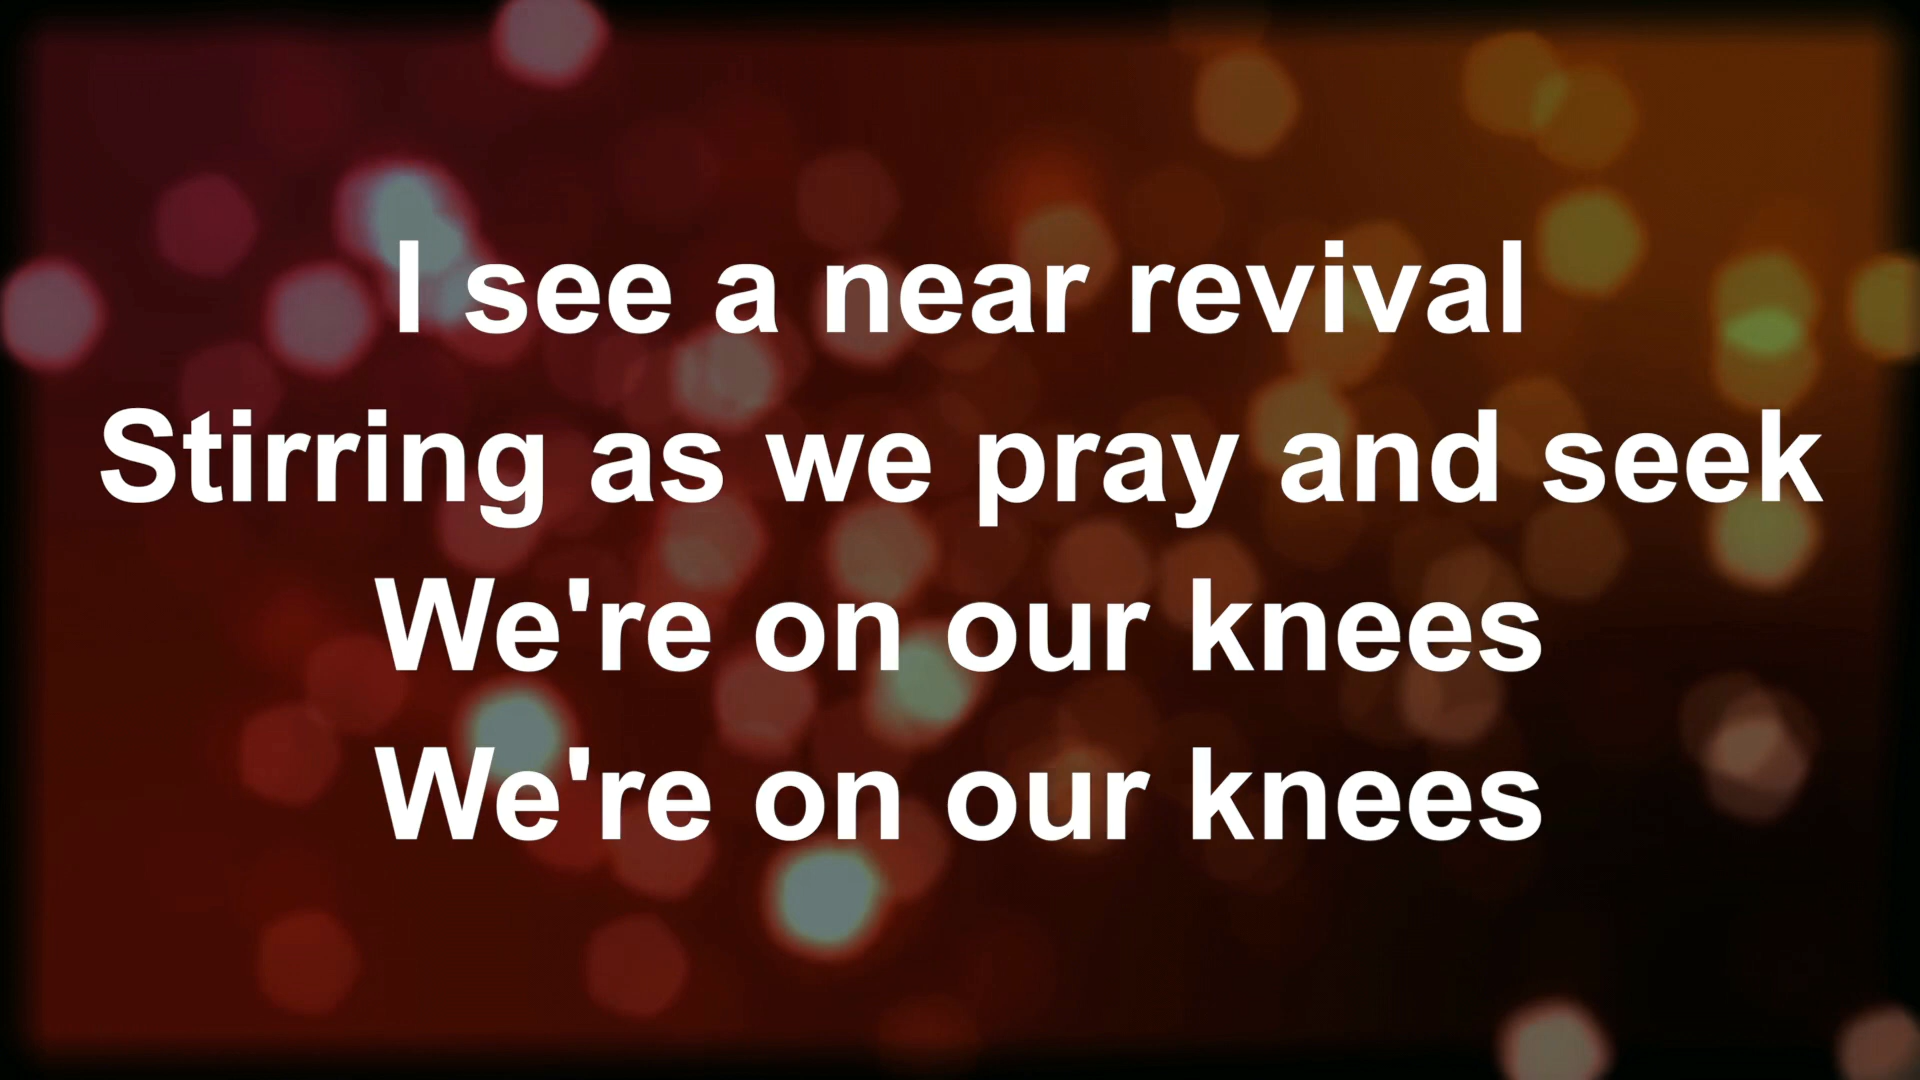 I see a near revival
Stirring as we pray and seek
We're on our knees
We're on our knees